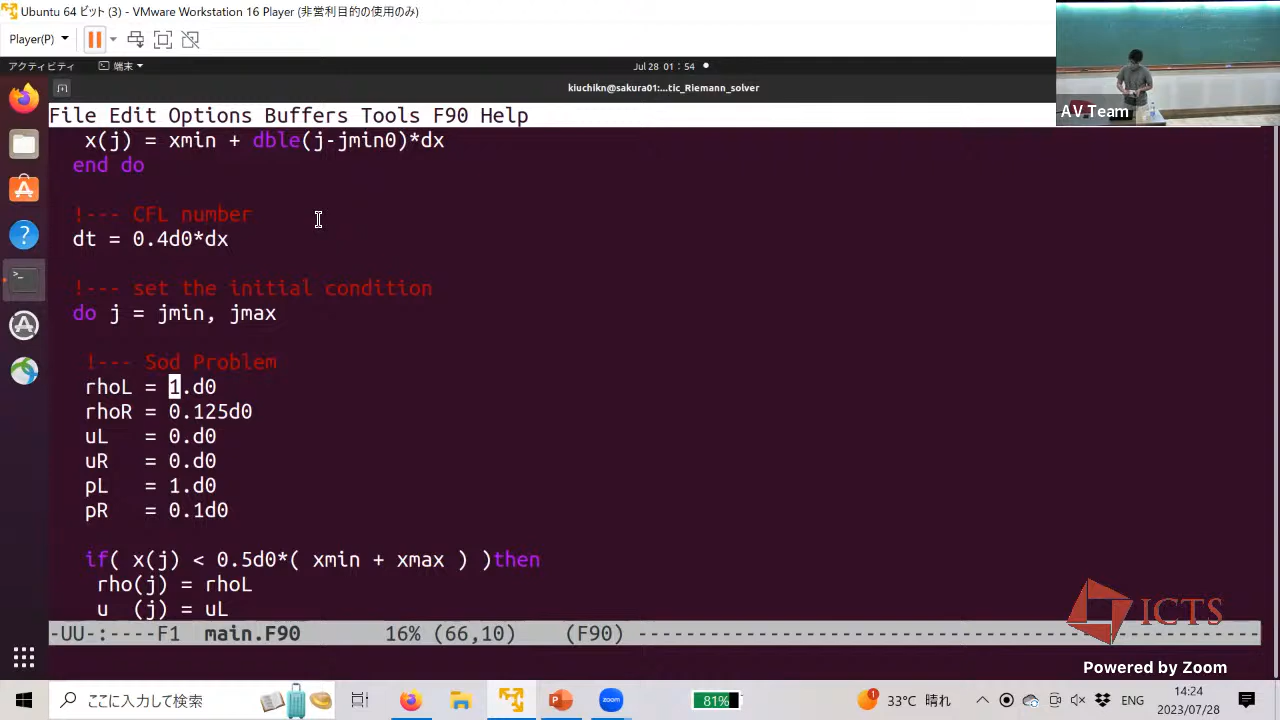 Ubuntu 64 ビット (3) - VMware Workstation 16 Player (非営利目的の使用のみ)
Player(P)
アクティビティ 端末 Jul 28 01:54
kiuchikn@sakura01:...tic_Riemann_solver
AV Team
File Edit Options Buffers Tools F90 Help
x(j) = xmin + dble(j-jmin0)*dx
end do
!--- CFL number
dt = 0.4d0*dx
!--- set the initial condition
do j = jmin, jmax
!--- Sod Problem
rhoL = 1.d0
rhoR = 0.125d0
uL = 0.d0
uR = 0.d0
pL = 1.d0
pR = 0.1d0
if( x(j) < 0.5d0*( xmin + xmax ) )then
rho(j) = rhoL
u (j) = uL
-UU-:----F1 main.F90 16% (66,10) (F90) ----------------------------------------------------
ICTS
Powered by Zoom
ここに入力して検索
zoom
81%
1
33°C 晴れ
ENG
14:24
2023/07/28